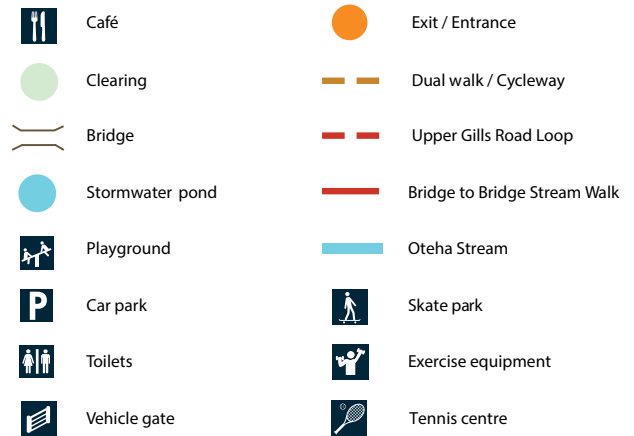 Café
Exit / Entrance
Clearing
Dual walk / Cycleway
Bridge
Upper Gills Road Loop
Stormwater pond
Bridge to Bridge Stream Walk
Playground
Oteha Stream
P
Car park
Skate park
Toilets
Exercise equipment
Vehicle gate
Tennis centre